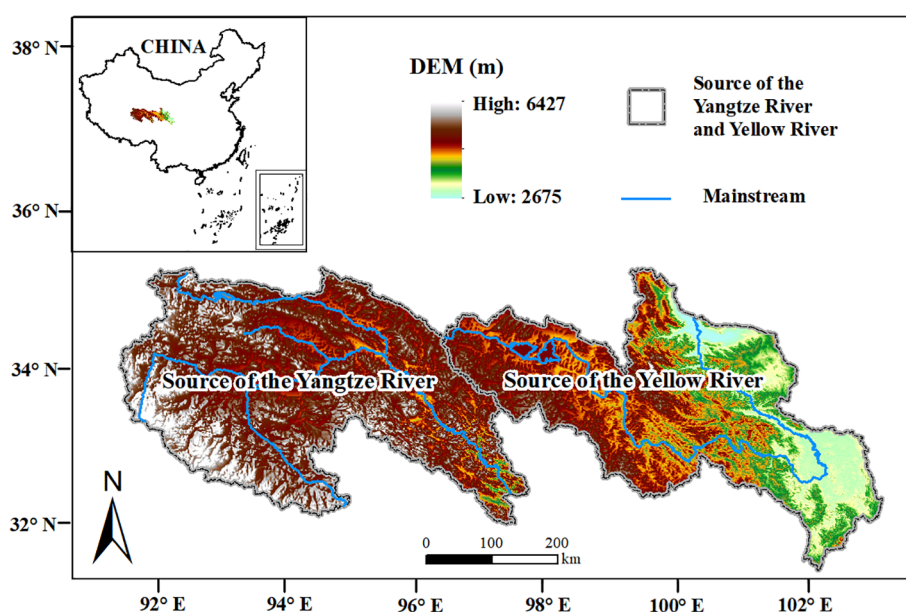 38° N
36° N
34° N
32° N
CHINA
DEM (m)
High: 6427
Low: 2675
Source of the
Yangtze River
and Yellow River
Mainstream
Source of the Yangtze River
Source of the Yellow River
N
0 100 200
km
92° E 94° E 96° E 98° E 100° E 102° E